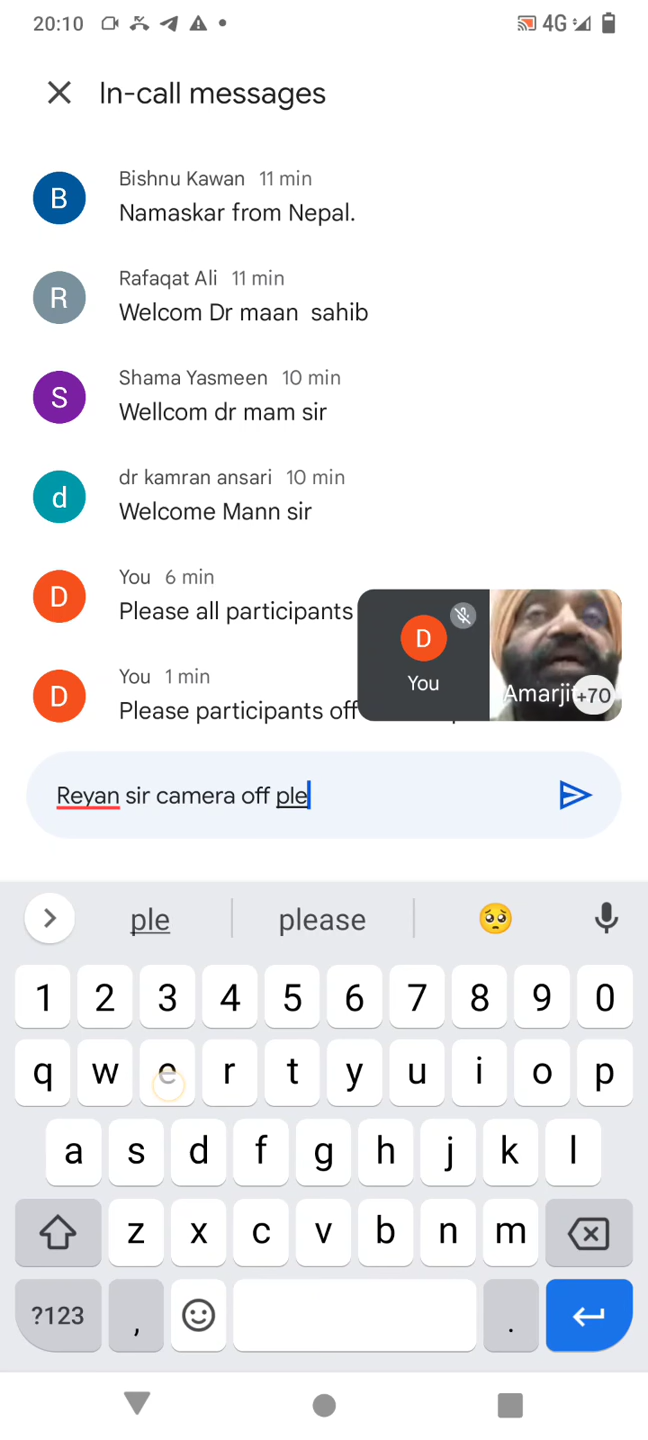 20:10
4G
In-call messages
B
Bishnu Kawan 11 min
Namaskar from Nepal.
R
Rafaqat Ali 11 min
Welcom Dr maan sahib
S
Shama Yasmeen 10 min
Wellcom dr mam sir
d
dr kamran ansari 10 min
Welcome Mann sir
D
You 6 min
Please all participants
D
You 1 min
Please participants off
D
You
Amarjit
+70
Reyan sir camera off ple
ple please 🥺
1 2 3 4 5 6 7 8 9 0
q w e r t y u i o p
a s d f g h j k l
z x c v b n m
?123 , .